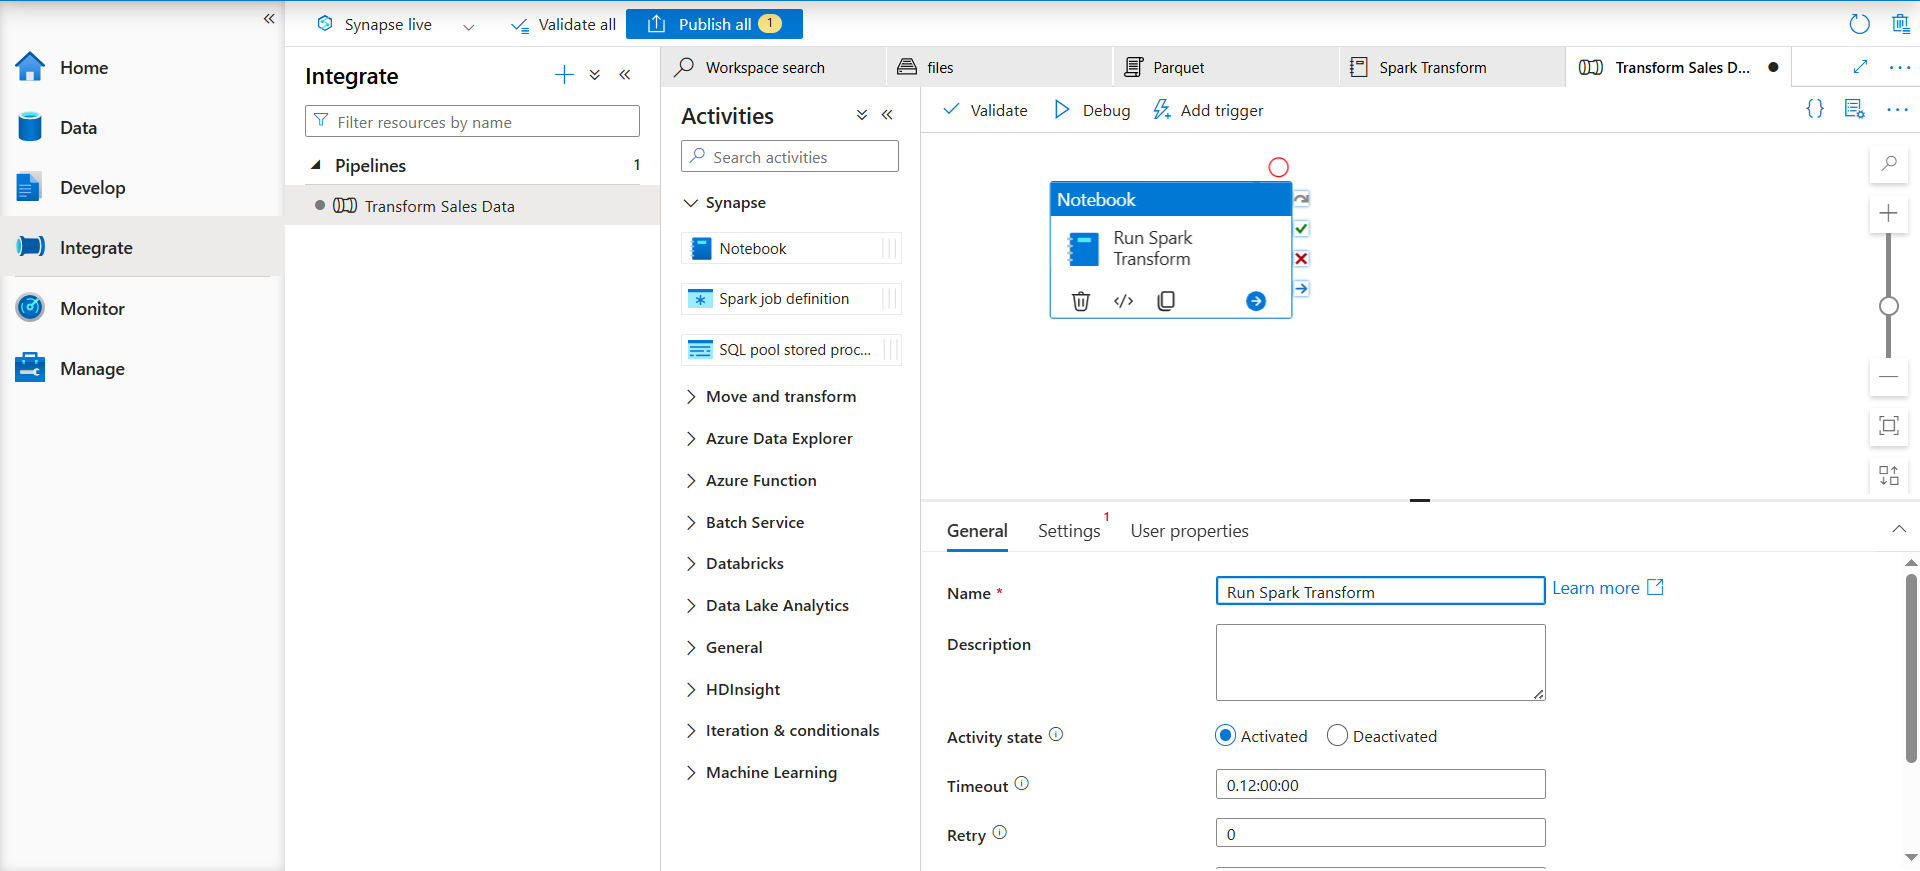 Synapse live
Validate all
Publish all 1
Home
Data
Develop
Integrate
Monitor
Manage
Integrate
Filter resources by name
Pipelines 1
Transform Sales Data
Workspace search
files
Parquet
Spark Transform
Transform Sales D...
Activities
Search activities
Synapse
Notebook
Spark job definition
SQL pool stored proc...
Move and transform
Azure Data Explorer
Azure Function
Batch Service
Databricks
Data Lake Analytics
General
HDInsight
Iteration & conditionals
Machine Learning
Validate
Debug
Add trigger
Notebook
Run Spark
Transform
General
Settings 1
User properties
Name *
Run Spark Transform
Learn more
Description
Activity state
Activated
Deactivated
Timeout
0.12:00:00
Retry
0